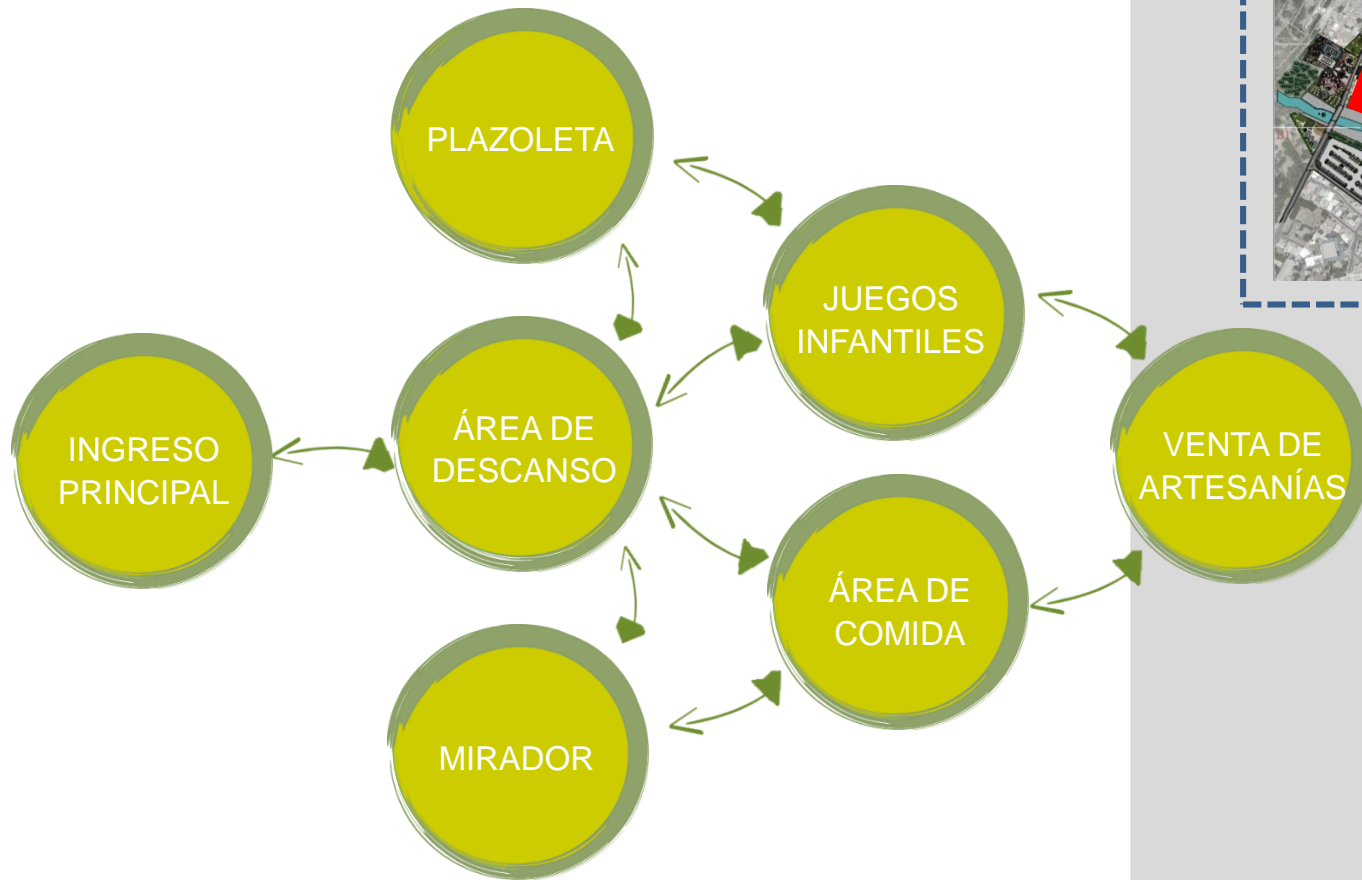 PLAZOLETA
JUEGOS
INFANTILES
INGRESO
PRINCIPAL
ÁREA DE
DESCANSO
VENTA DE
ARTESANÍAS
ÁREA DE
COMIDA
MIRADOR